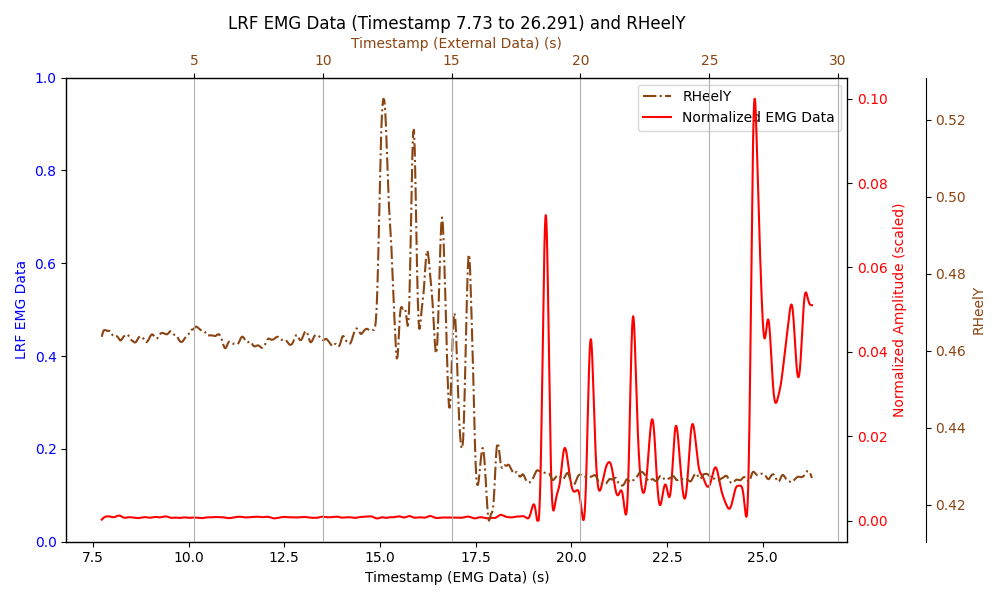 LRF EMG Data (Timestamp 7.73 to 26.291) and RHeelY
Timestamp (External Data) (s)
5 10 15 20 25 30
RHeelY
Normalized EMG Data
LRF EMG Data
1.0
0.8
0.6
0.4
0.2
0.0
0.10
0.08
0.06
0.04
0.02
0.00
Normalized Amplitude (scaled)
0.52
0.50
0.48
0.46
0.44
0.42
RHeelY
7.5 10.0 12.5 15.0 17.5 20.0 22.5 25.0
Timestamp (EMG Data) (s)